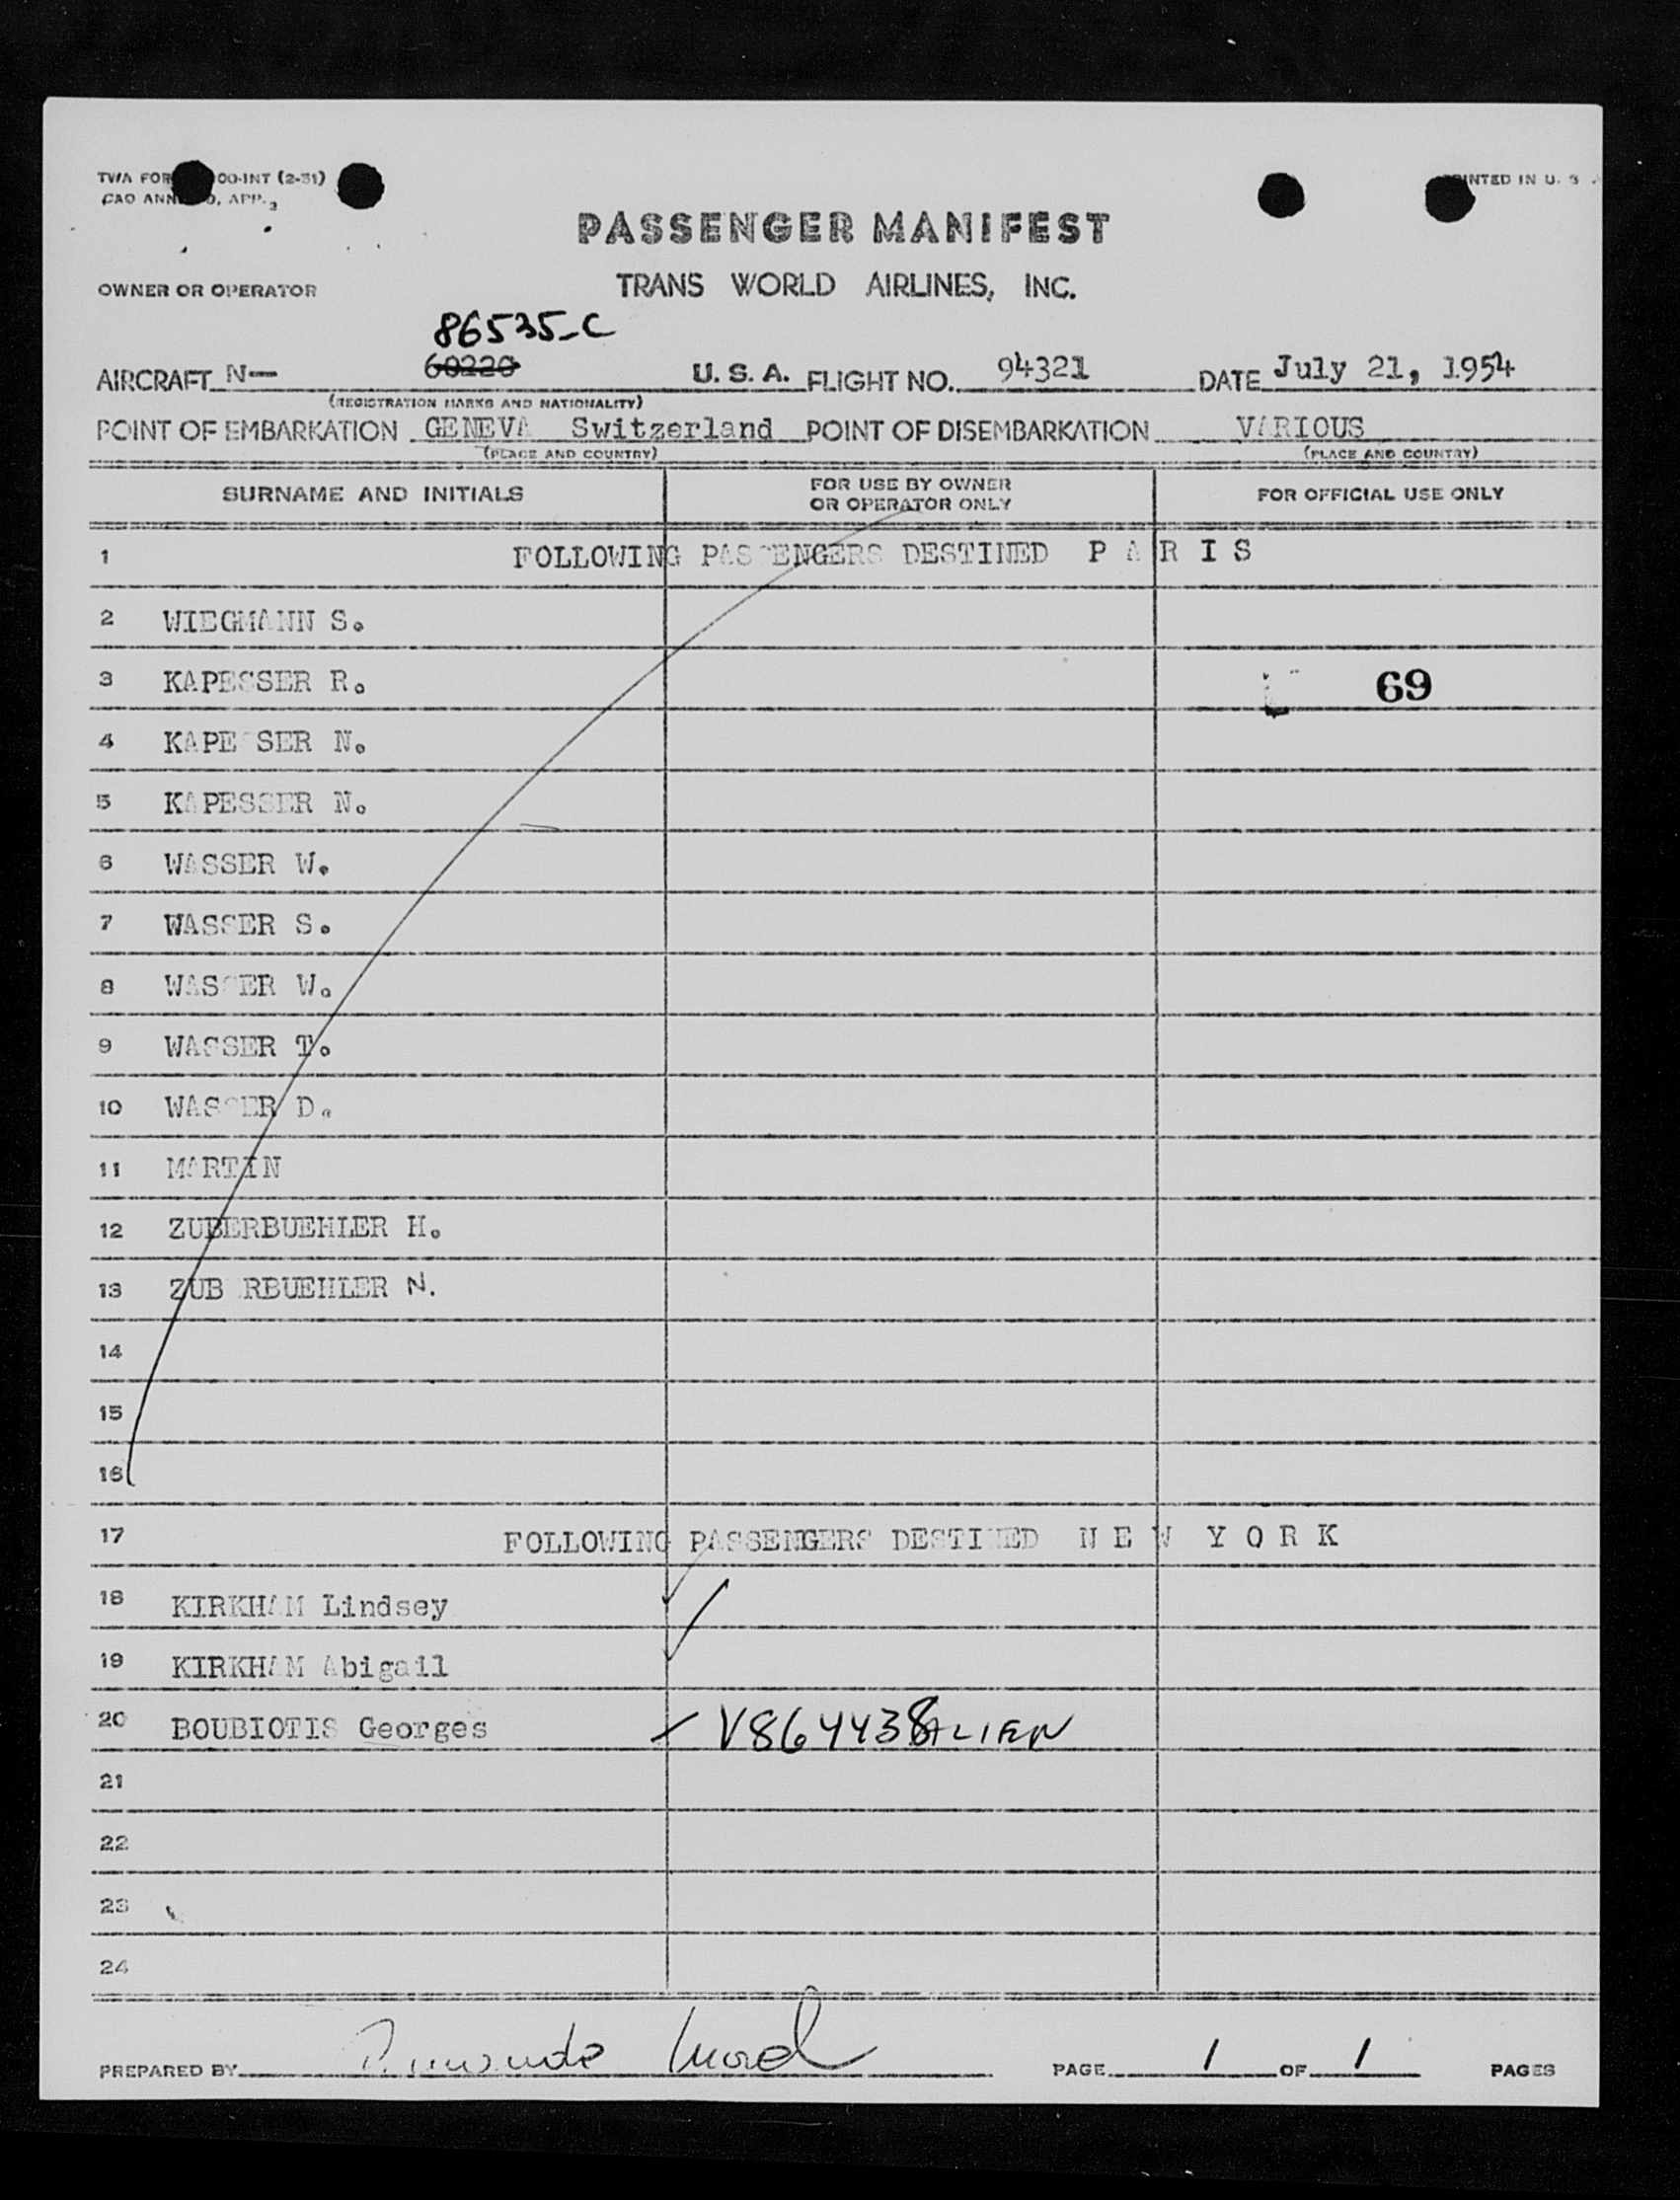 PRINTED IN U. S.
PASSENGER MANIFEST
OWNER OR OPERATOR TRANS WORLD AIRLINES, INC.
86535-C
AIRCRAFT N— 60220 U. S. A. FLIGHT NO. 94321 DATE July 21, 1954
(REGISTRATION MARKS AND NATIONALITY)
POINT OF EMBARKATION GENEVA Switzerland POINT OF DISEMBARKATION VARIOUS
(PLACE AND COUNTRY) (PLACE AND COUNTRY)
SURNAME AND INITIALS FOR USE BY OWNER OR OPERATOR ONLY FOR OFFICIAL USE ONLY
1 FOLLOWING PASSENGERS DESTINED P A R I S
2 WIEGMANN S.
3 KAPESSER R. 69
4 KAPESSER N.
5 KAPESSER N.
6 WASSER W.
7 WASSER S.
8 WASSER W.
9 WASSER T.
10 WASSER D.
11 MARTIN
12 ZUBERBUEHLER H.
13 ZUBERBUEHLER N.
14
15
16
17 FOLLOWING PASSENGERS DESTINED N E W Y O R K
18 KIRKHAM Lindsey
19 KIRKHAM Abigail
20 BOUBIOTIS Georges V864438 ALIEN
21
22
23
24
PREPARED BY PAGE 1 OF 1 PAGES